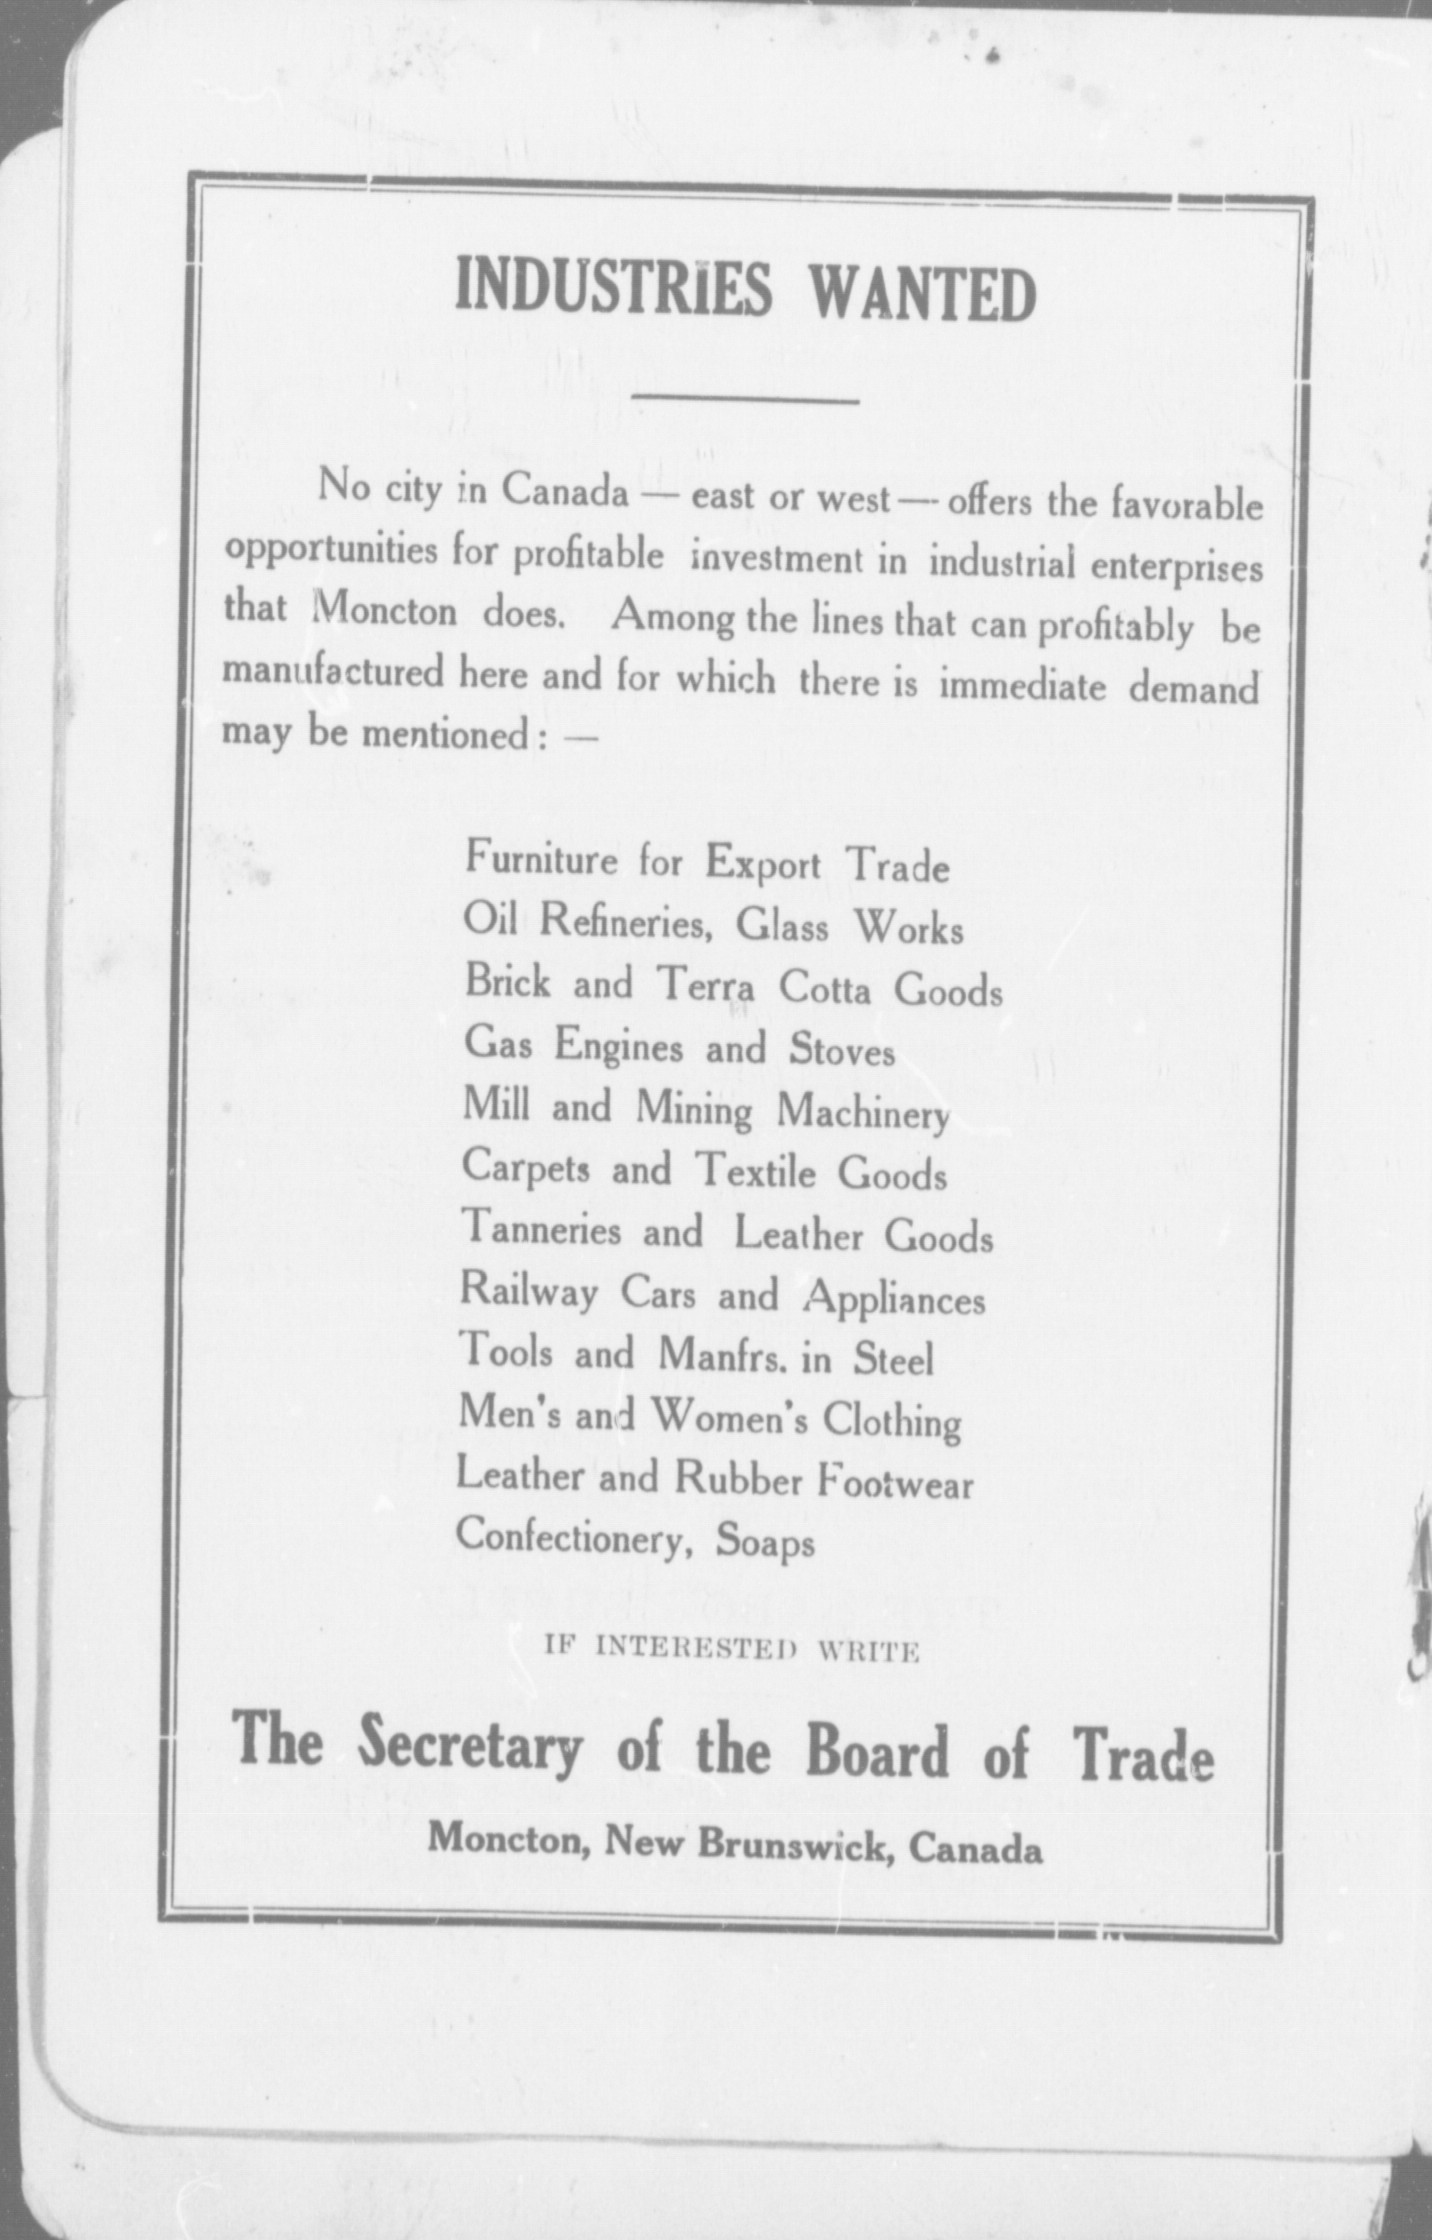 INDUSTRIES WANTED
No city in Canada — east or west — offers the favorable
opportunities for profitable investment in industrial enterprises
that Moncton does. Among the lines that can profitably be
manufactured here and for which there is immediate demand
may be mentioned: —
Furniture for Export Trade
Oil Refineries, Glass Works
Brick and Terra Cotta Goods
Gas Engines and Stoves
Mill and Mining Machinery
Carpets and Textile Goods
Tanneries and Leather Goods
Railway Cars and Appliances
Tools and Manfrs. in Steel
Men's and Women's Clothing
Leather and Rubber Footwear
Confectionery, Soaps
IF INTERESTED WRITE
The Secretary of the Board of Trade
Moncton, New Brunswick, Canada